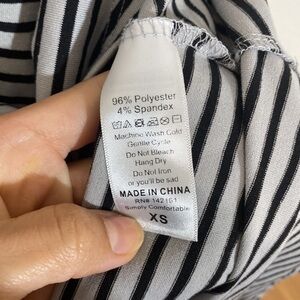 96% Polyester
4% Spandex
Machine Wash Cold
Gentle Cycle
Do Not Bleach
Hang Dry
Do Not Iron
or you'll be sad
MADE IN CHINA
RN# 142151
Simply Comfortable
XS